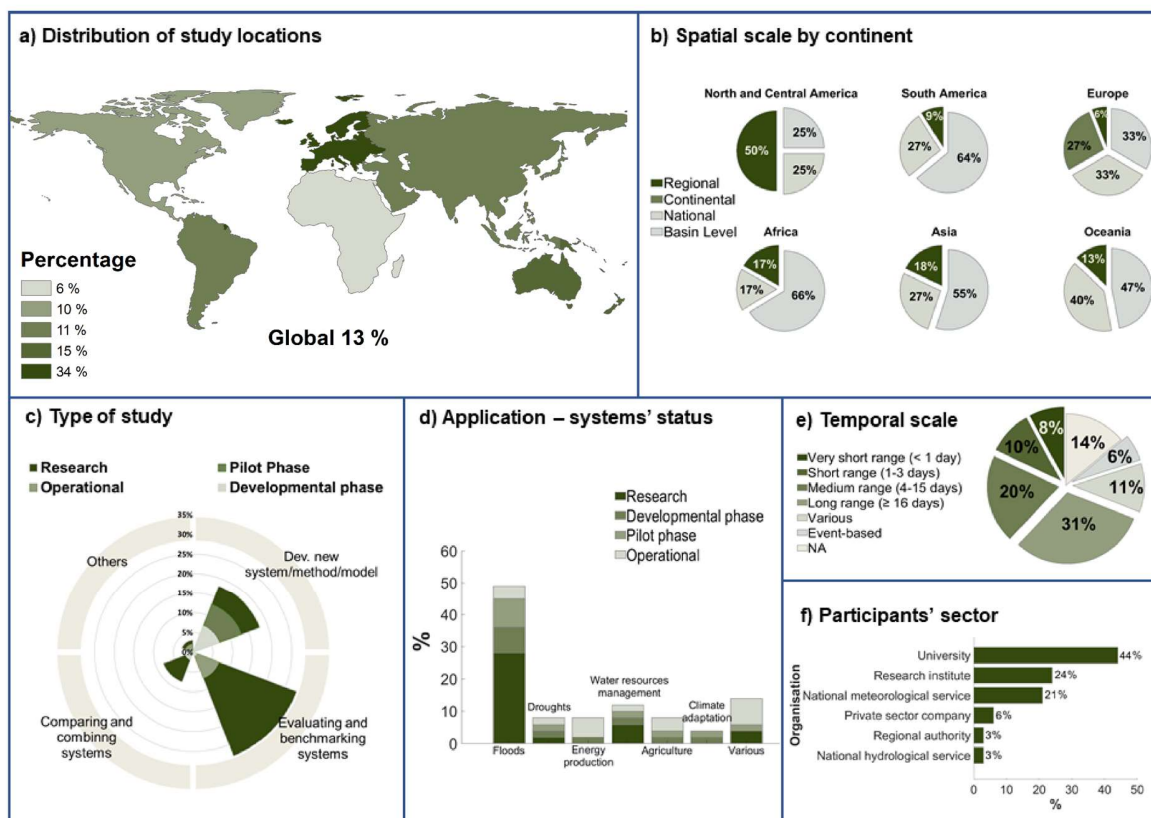 a) Distribution of study locations
Percentage
6 %
10 %
11 %
15 %
34 %
Global 13 %
b) Spatial scale by continent
North and Central America
South America
Europe
50%
25%
25%
9%
27%
64%
6%
27%
33%
33%
Regional
Continental
National
Basin Level
Africa
Asia
Oceania
17%
17%
66%
18%
27%
55%
13%
40%
47%
c) Type of study
Research
Pilot Phase
Operational
Developmental phase
35%
30%
25%
20%
15%
10%
5%
0%
Others
Dev. new
system/method/model
Comparing and
combinng
systems
Evaluating and
benchmarking
systems
d) Application – systems' status
Research
Developmental phase
Pilot phase
Operational
%
60
50
40
30
20
10
0
Water resources
management
Droughts
Climate
adaptation
Floods
Energy
production
Agriculture
Various
e) Temporal scale
Very short range (< 1 day)
Short range (1-3 days)
Medium range (4-15 days)
Long range (≥ 16 days)
Various
Event-based
NA
8%
14%
10%
6%
11%
20%
31%
f) Participants' sector
Organisation
University
44%
Research institute
24%
National meteorological service
21%
Private sector company
6%
Regional authority
3%
National hydrological service
3%
0 10 20 30 40 50
%